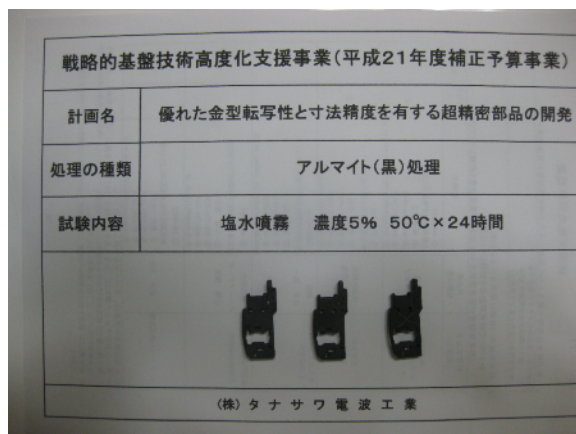 戦略的基盤技術高度化支援事業(平成21年度補正予算事業)
計画名 優れた金型転写性と寸法精度を有する超精密部品の開発
処理の種類 アルマイト(黒)処理
試験内容 塩水噴霧 濃度5% 50℃×24時間
(株)タナサワ電波工業